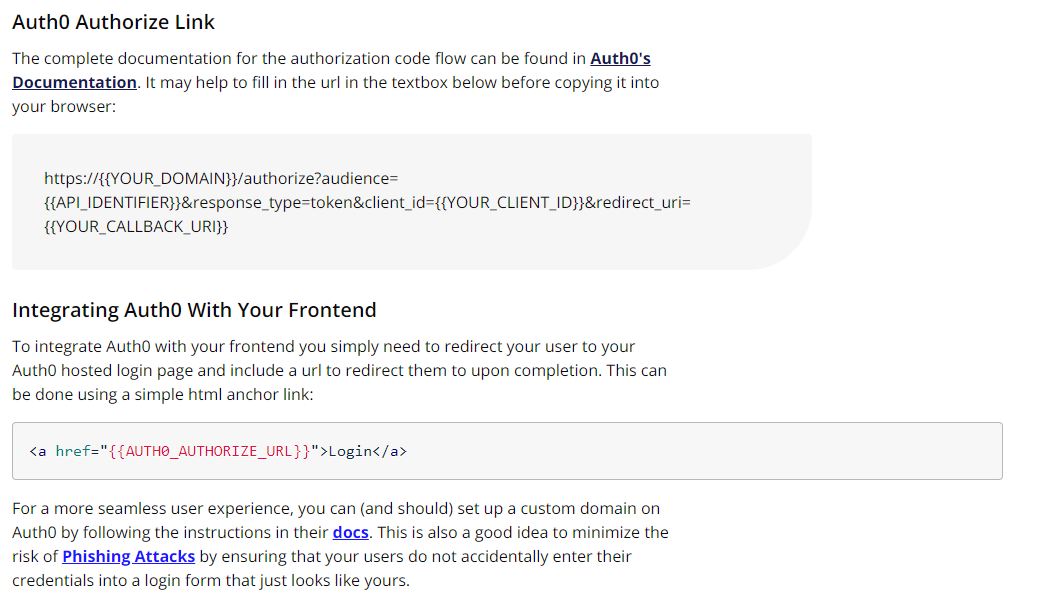 Auth0 Authorize Link
The complete documentation for the authorization code flow can be found in Auth0's
Documentation. It may help to fill in the url in the textbox below before copying it into
your browser:
https://{{YOUR_DOMAIN}}/authorize?audience=
{{API_IDENTIFIER}}&response_type=token&client_id={{YOUR_CLIENT_ID}}&redirect_uri=
{{YOUR_CALLBACK_URI}}
Integrating Auth0 With Your Frontend
To integrate Auth0 with your frontend you simply need to redirect your user to your
Auth0 hosted login page and include a url to redirect them to upon completion. This can
be done using a simple html anchor link:
<a href="{{AUTH0_AUTHORIZE_URL}}">Login</a>
For a more seamless user experience, you can (and should) set up a custom domain on
Auth0 by following the instructions in their docs. This is also a good idea to minimize the
risk of Phishing Attacks by ensuring that your users do not accidentally enter their
credentials into a login form that just looks like yours.